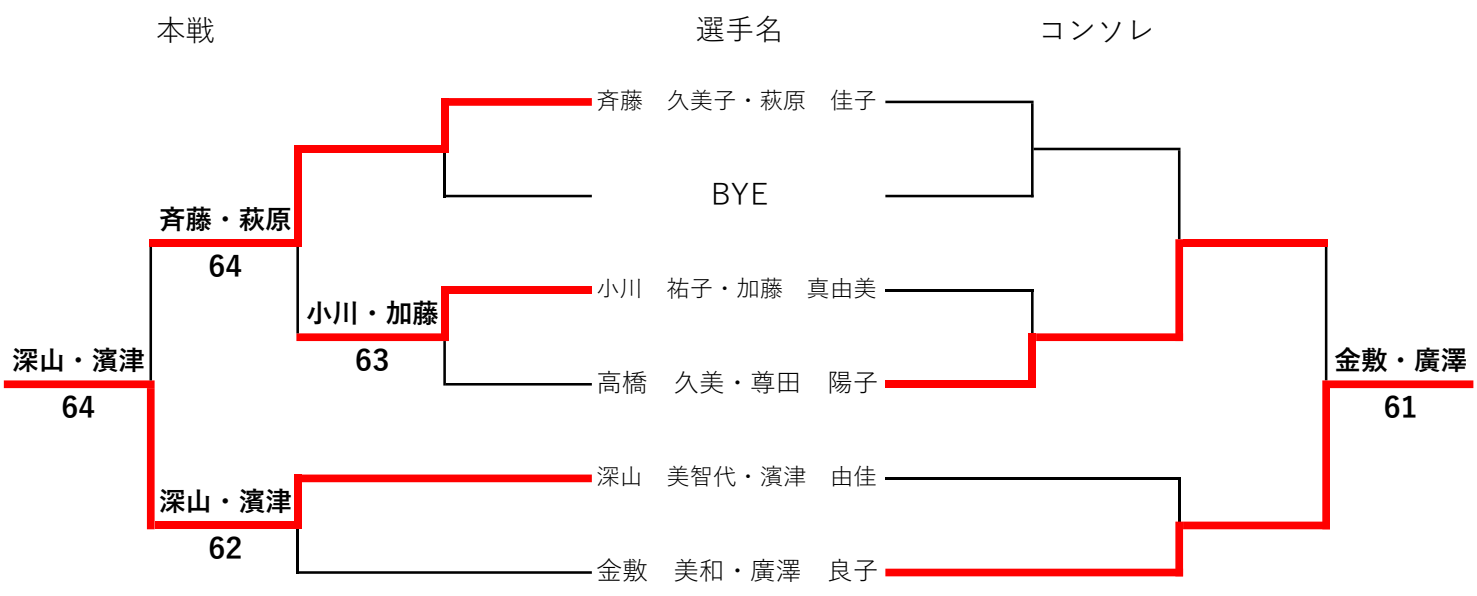 本戦　選手名　コンソレ
斉藤　久美子・萩原　佳子
BYE
斉藤・萩原
64
小川　祐子・加藤　真由美
小川・加藤
63
深山・濱津
64
高橋　久美・尊田　陽子
金敷・廣澤
61
深山　美智代・濱津　由佳
深山・濱津
62
金敷　美和・廣澤　良子